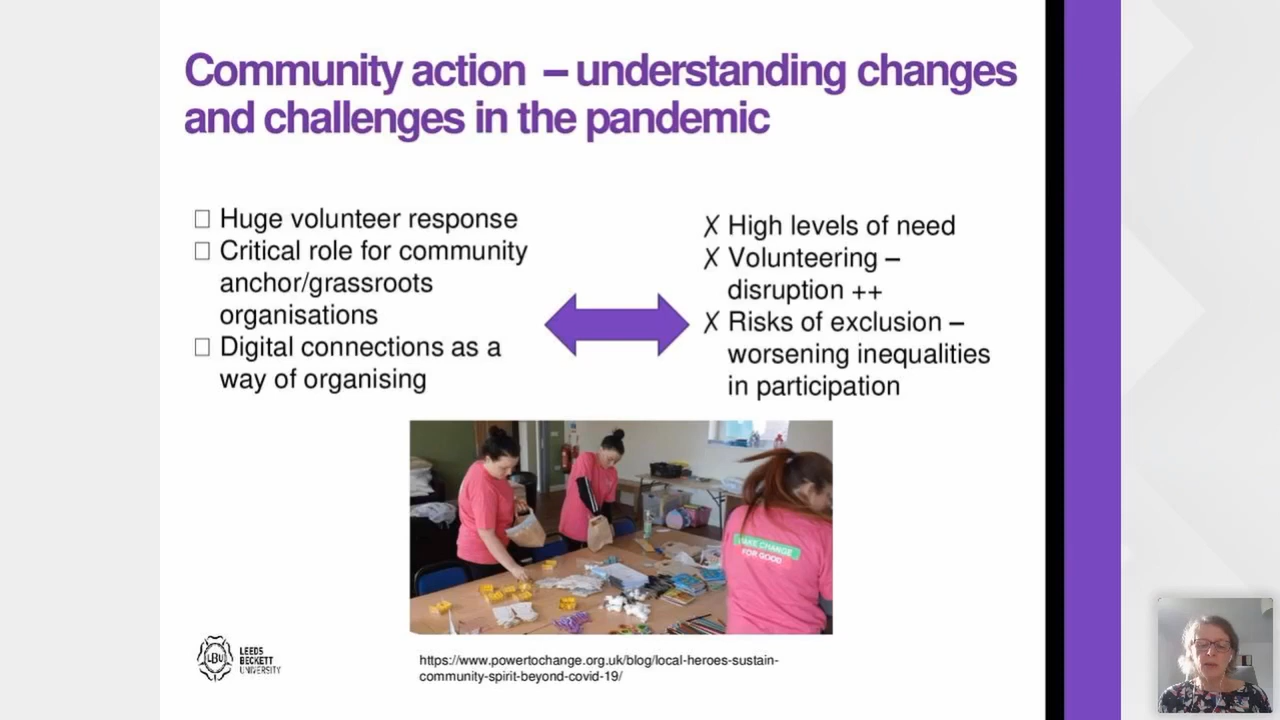 Community action – understanding changes
and challenges in the pandemic
□ Huge volunteer response
□ Critical role for community
anchor/grassroots
organisations
□ Digital connections as a
way of organising
✗ High levels of need
✗ Volunteering –
disruption ++
✗ Risks of exclusion –
worsening inequalities
in participation
MAKE CHANGE
FOR GOOD
LBU
LEEDS
BECKETT
UNIVERSITY
https://www.powertochange.org.uk/blog/local-heroes-sustain-
community-spirit-beyond-covid-19/